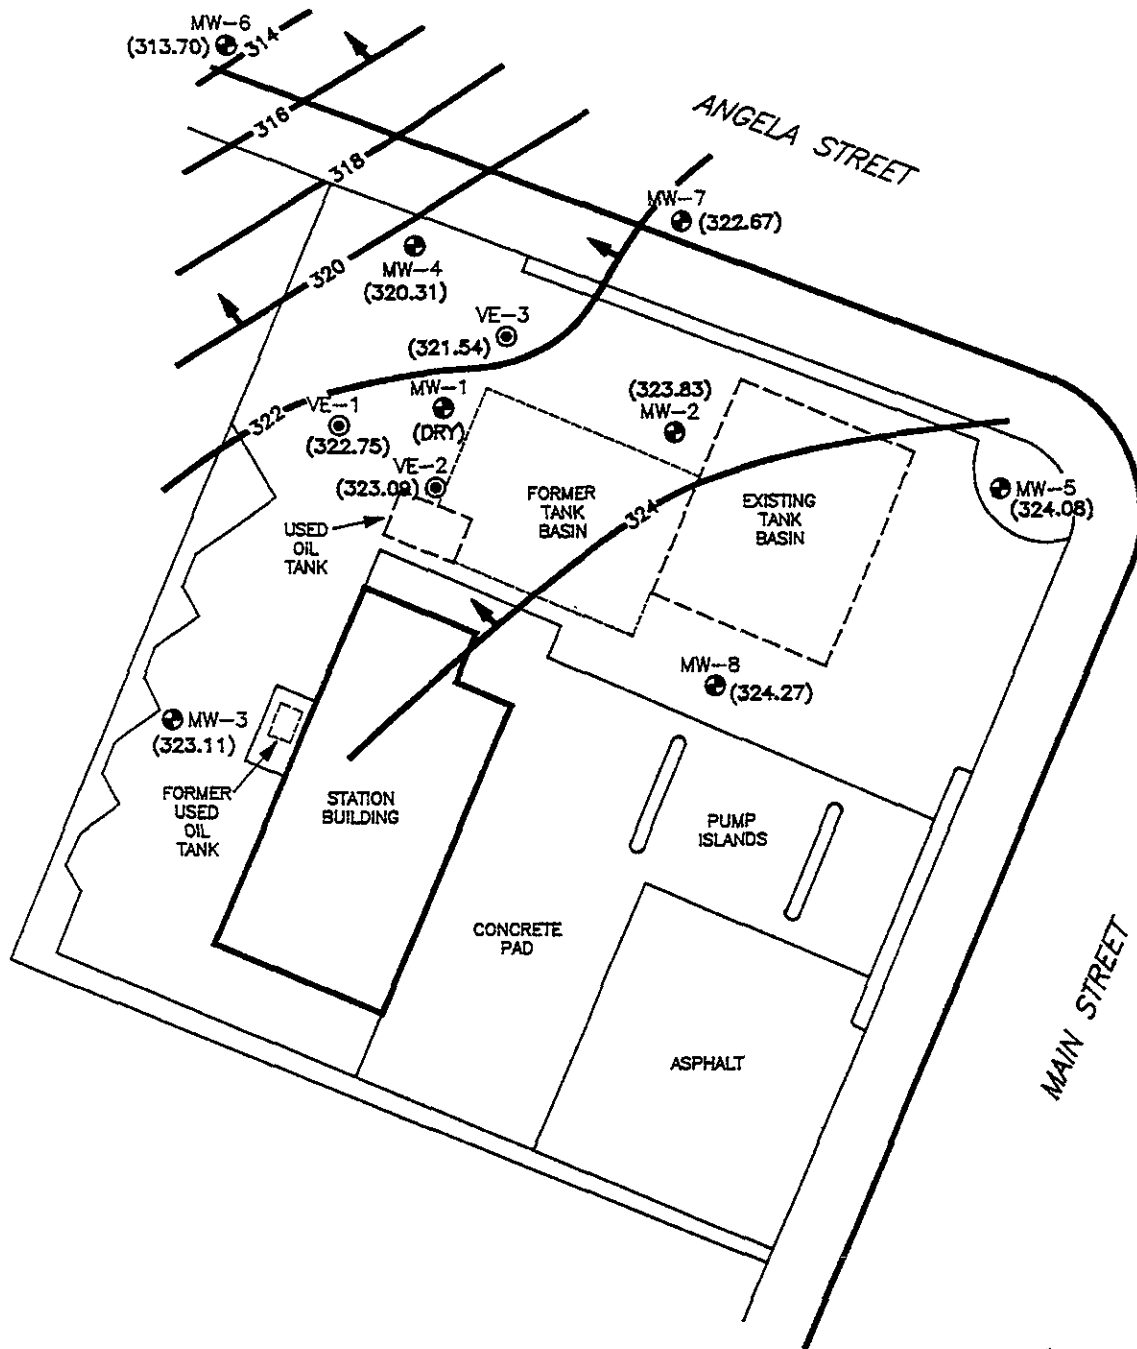 MW-6
(313.70)
314
316
318
320
322
324
ANGELA STREET
MW-7
(322.67)
MW-4
(320.31)
VE-3
(321.54)
MW-1
(DRY)
VE-1
(322.75)
VE-2
(323.09)
(323.83)
MW-2
USED
OIL
TANK
FORMER
TANK
BASIN
EXISTING
TANK
BASIN
MW-5
(324.08)
MW-8
(324.27)
MW-3
(323.11)
FORMER
USED
OIL
TANK
STATION
BUILDING
PUMP
ISLANDS
CONCRETE
PAD
ASPHALT
MAIN STREET